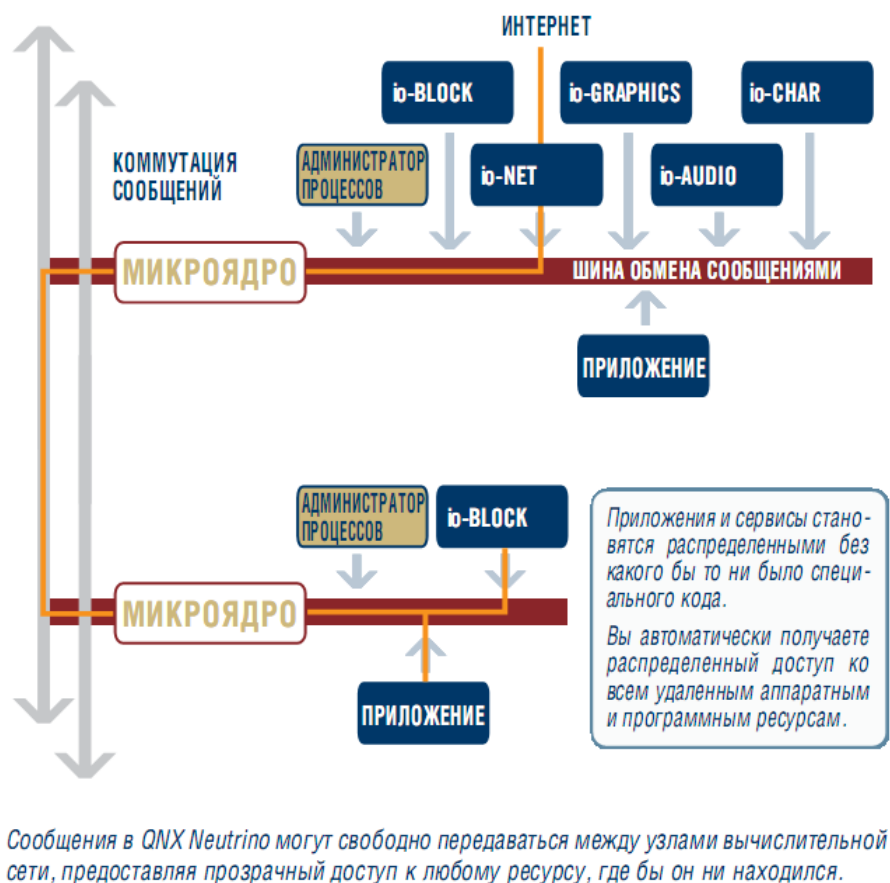 ИНТЕРНЕТ
io-BLOCK
io-GRAPHICS
io-CHAR
КОММУТАЦИЯ
СООБЩЕНИЙ
АДМИНИСТРАТОР
ПРОЦЕССОВ
io-NET
io-AUDIO
МИКРОЯДРО
ШИНА ОБМЕНА СООБЩЕНИЯМИ
ПРИЛОЖЕНИЕ
АДМИНИСТРАТОР
ПРОЦЕССОВ
io-BLOCK
МИКРОЯДРО
ПРИЛОЖЕНИЕ
Приложения и сервисы стано-
вятся распределенными без
какого бы то ни было специ-
ального кода.
Вы автоматически получаете
распределенный доступ ко
всем удаленным аппаратным
и программным ресурсам.
Сообщения в QNX Neutrino могут свободно передаваться между узлами вычислительной
сети, предоставляя прозрачный доступ к любому ресурсу, где бы он ни находился.